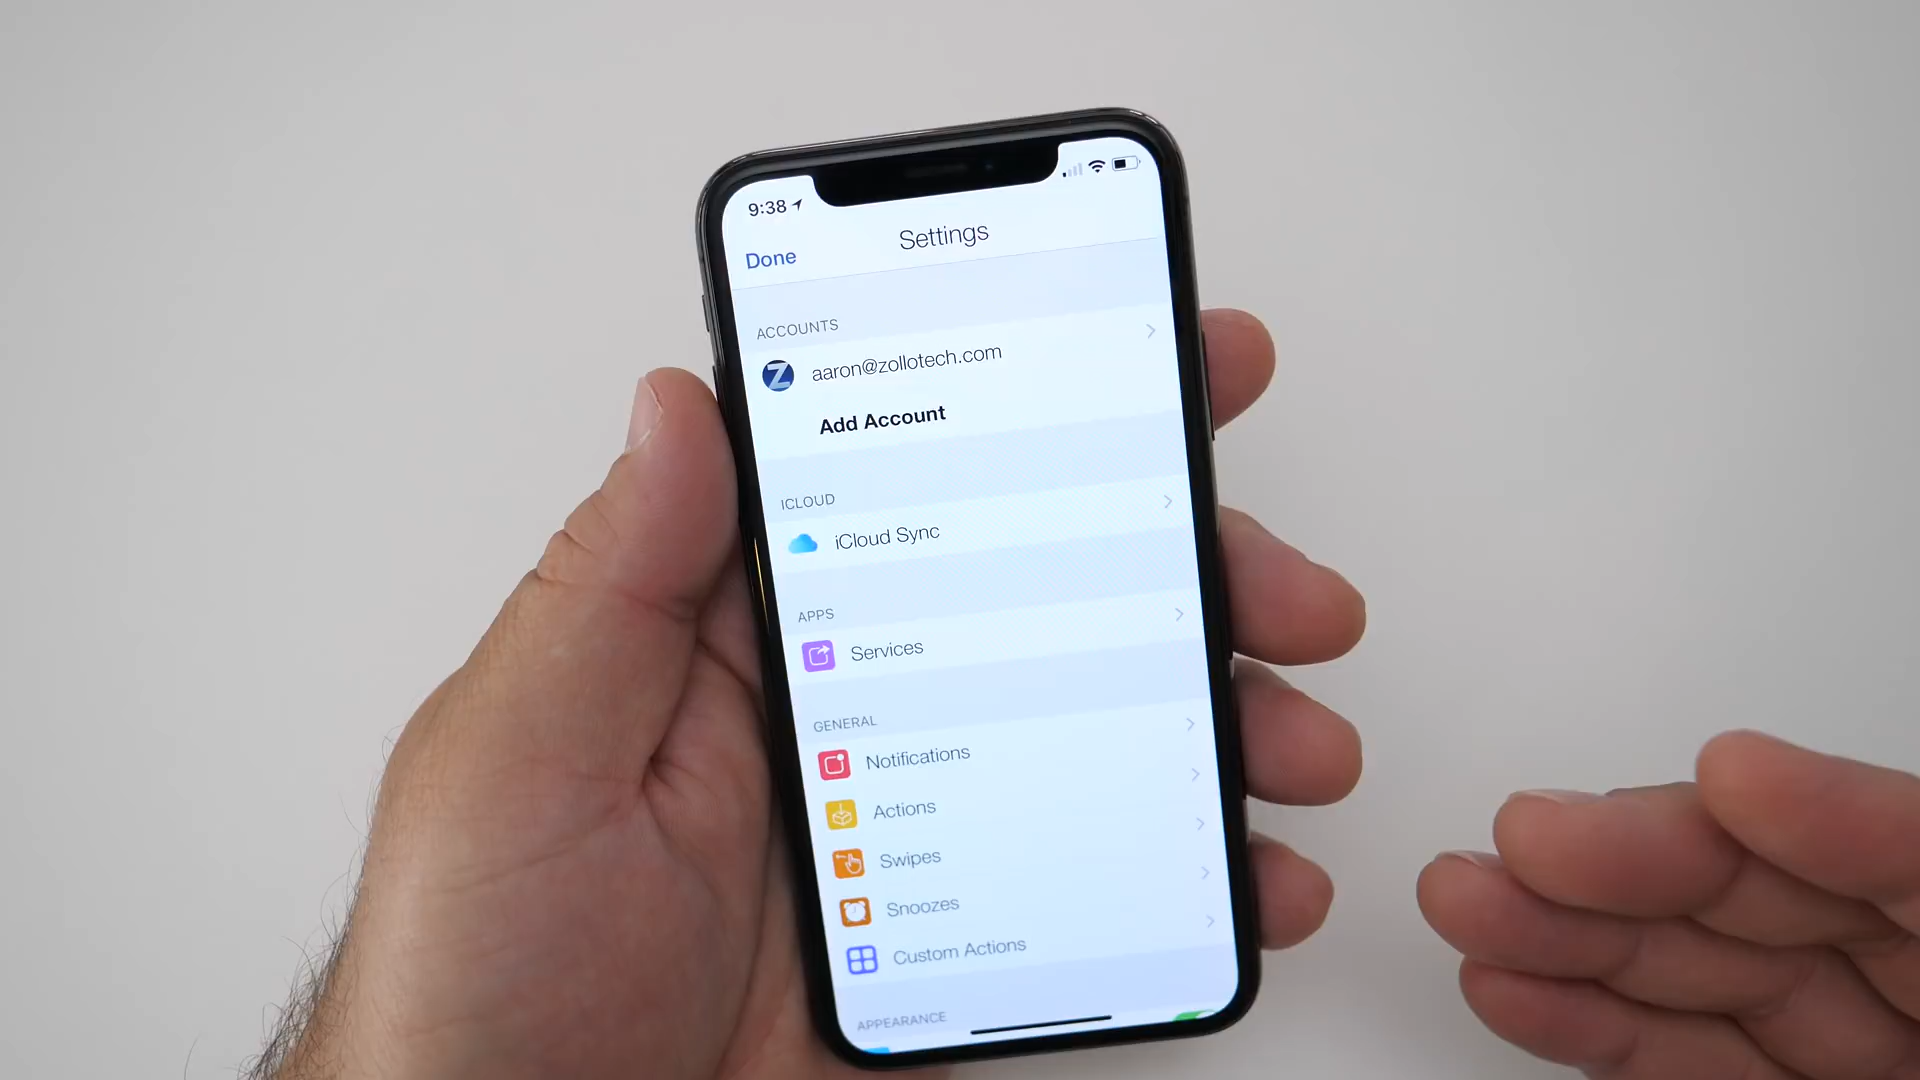 9:38
Settings
Done
ACCOUNTS
Z
aaron@zollotech.com
Add Account
ICLOUD
iCloud Sync
APPS
Services
GENERAL
Notifications
Actions
Swipes
Snoozes
Custom Actions
APPEARANCE